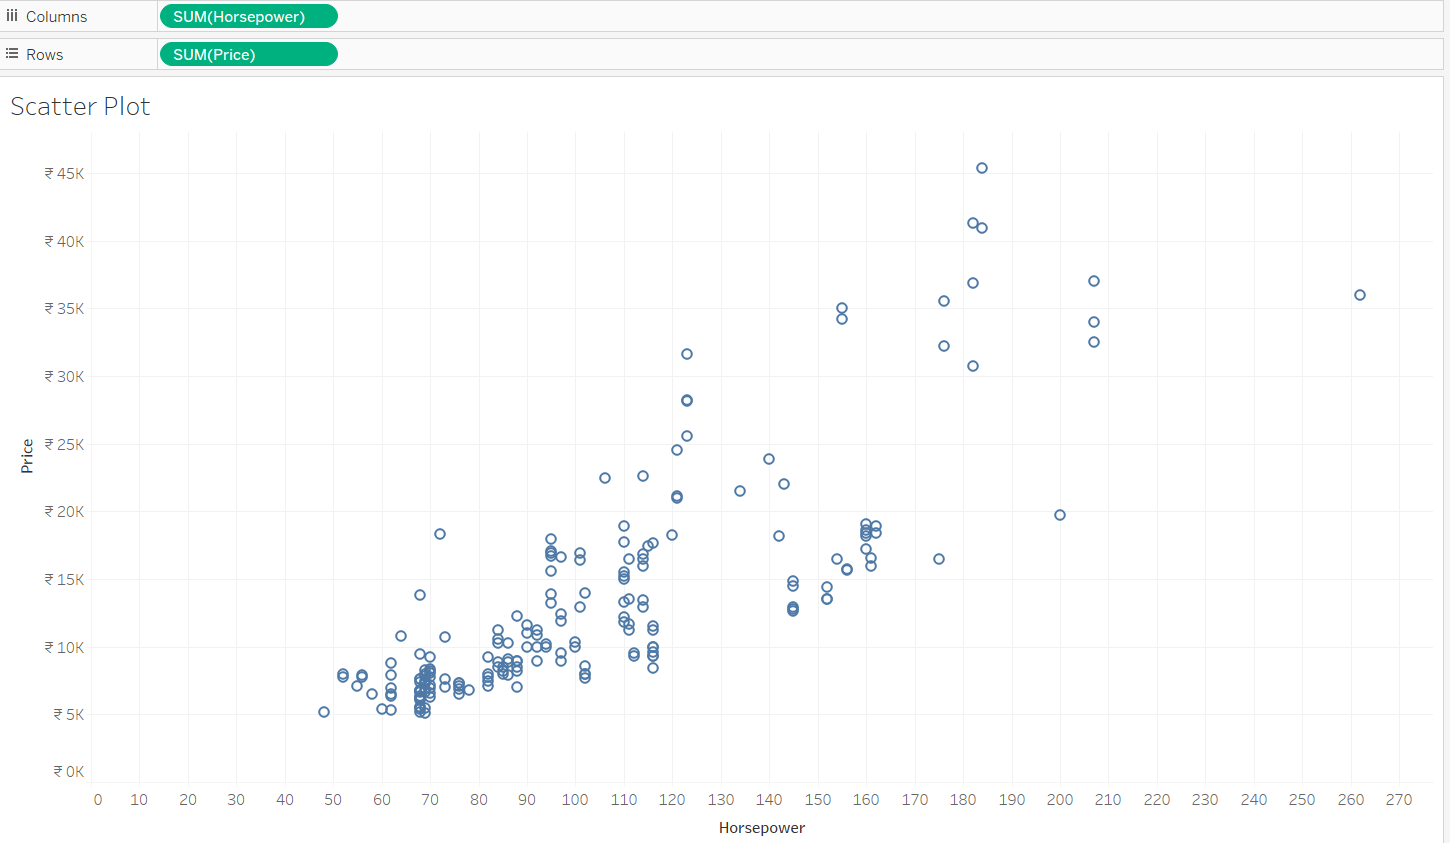 Columns SUM(Horsepower)
Rows SUM(Price)
Scatter Plot
₹ 45K
₹ 40K
₹ 35K
₹ 30K
₹ 25K
₹ 20K
₹ 15K
₹ 10K
₹ 5K
₹ 0K
Price
0 10 20 30 40 50 60 70 80 90 100 110 120 130 140 150 160 170 180 190 200 210 220 230 240 250 260 270
Horsepower